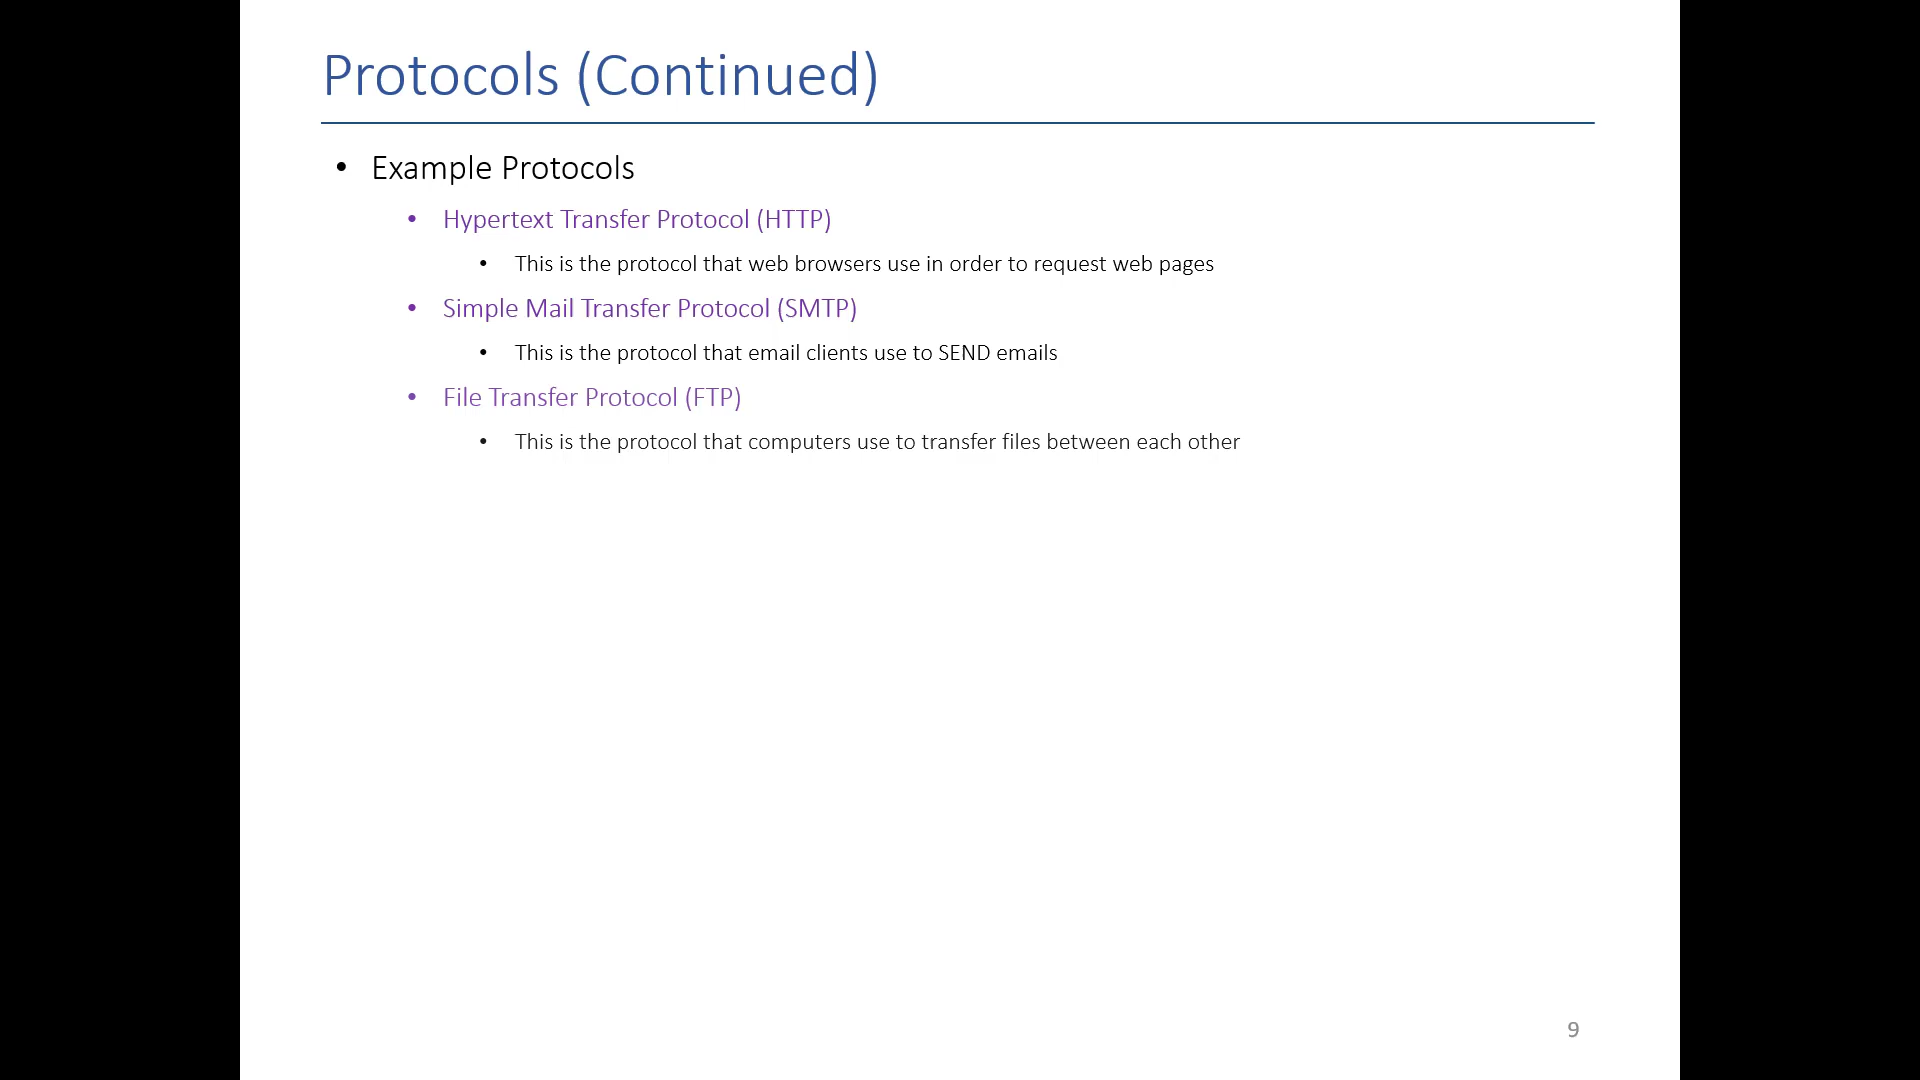 Protocols (Continued)
• Example Protocols
• Hypertext Transfer Protocol (HTTP)
• This is the protocol that web browsers use in order to request web pages
• Simple Mail Transfer Protocol (SMTP)
• This is the protocol that email clients use to SEND emails
• File Transfer Protocol (FTP)
• This is the protocol that computers use to transfer files between each other
9